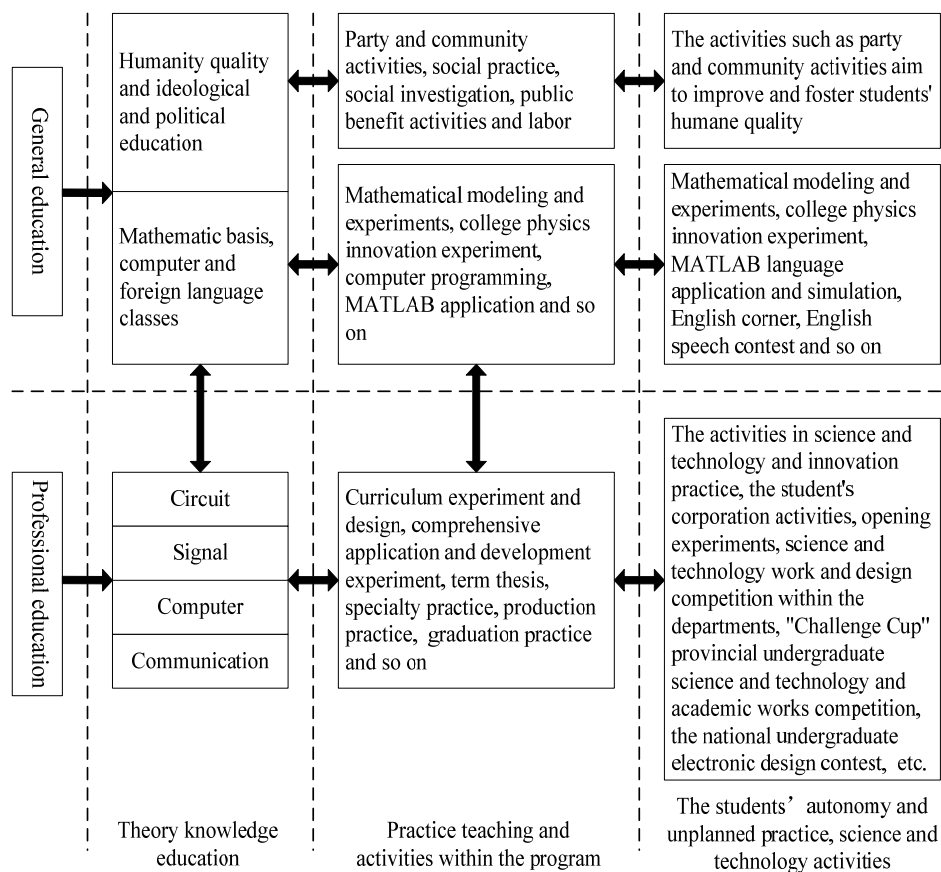 General education
Humanity quality
and ideological
and political
education
Party and community
activities, social practice,
social investigation, public
benefit activities and labor
The activities such as party
and community activities aim
to improve and foster students'
humane quality
Mathematic basis,
computer and
foreign language
classes
Mathematical modeling and
experiments, college physics
innovation experiment,
computer programming,
MATLAB application and so
on
Mathematical modeling and
experiments, college physics
innovation experiment,
MATLAB language
application and simulation,
English corner, English
speech contest and so on
Professional education
Circuit
Signal
Computer
Communication
Curriculum experiment and
design, comprehensive
application and development
experiment, term thesis,
specialty practice, production
practice, graduation practice
and so on
The activities in science and
technology and innovation
practice, the student's
corporation activities, opening
experiments, science and
technology work and design
competition within the
departments, "Challenge Cup"
provincial undergraduate
science and technology and
academic works competition,
the national undergraduate
electronic design contest, etc.
Theory knowledge
education
Practice teaching and
activities within the program
The students’ autonomy and
unplanned practice, science and
technology activities